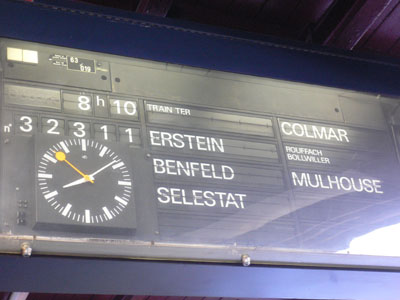 8h10 TRAIN TER
n° 32311
ERSTEIN
BENFELD
SELESTAT
COLMAR
ROUFFACH
BOLLWILLER
MULHOUSE